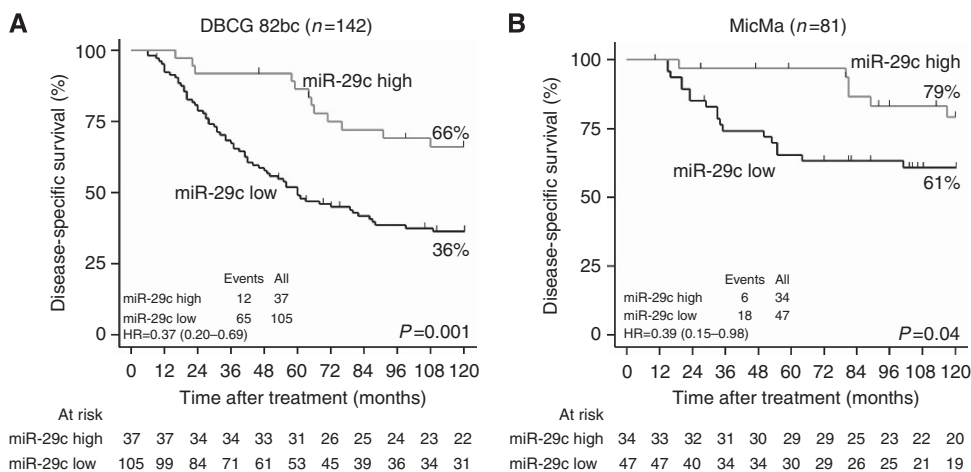 A
DBCG 82bc (n=142)
100
75
50
25
0
Disease-specific survival (%)
miR-29c high
66%
miR-29c low
36%
Events All
miR-29c high 12 37
miR-29c low 65 105
HR=0.37 (0.20–0.69)
P=0.001
0 12 24 36 48 60 72 84 96 108 120
Time after treatment (months)
At risk
miR-29c high 37 37 34 34 33 31 26 25 24 23 22
miR-29c low 105 99 84 71 61 53 45 39 36 34 31
B
MicMa (n=81)
100
75
50
25
0
Disease-specific survival (%)
miR-29c high
79%
miR-29c low
61%
Events All
miR-29c high 6 34
miR-29c low 18 47
HR=0.39 (0.15–0.98)
P=0.04
0 12 24 36 48 60 72 84 96 108 120
Time after treatment (months)
At risk
miR-29c high 34 33 32 31 30 29 29 25 23 22 20
miR-29c low 47 47 40 34 34 30 29 26 25 21 19